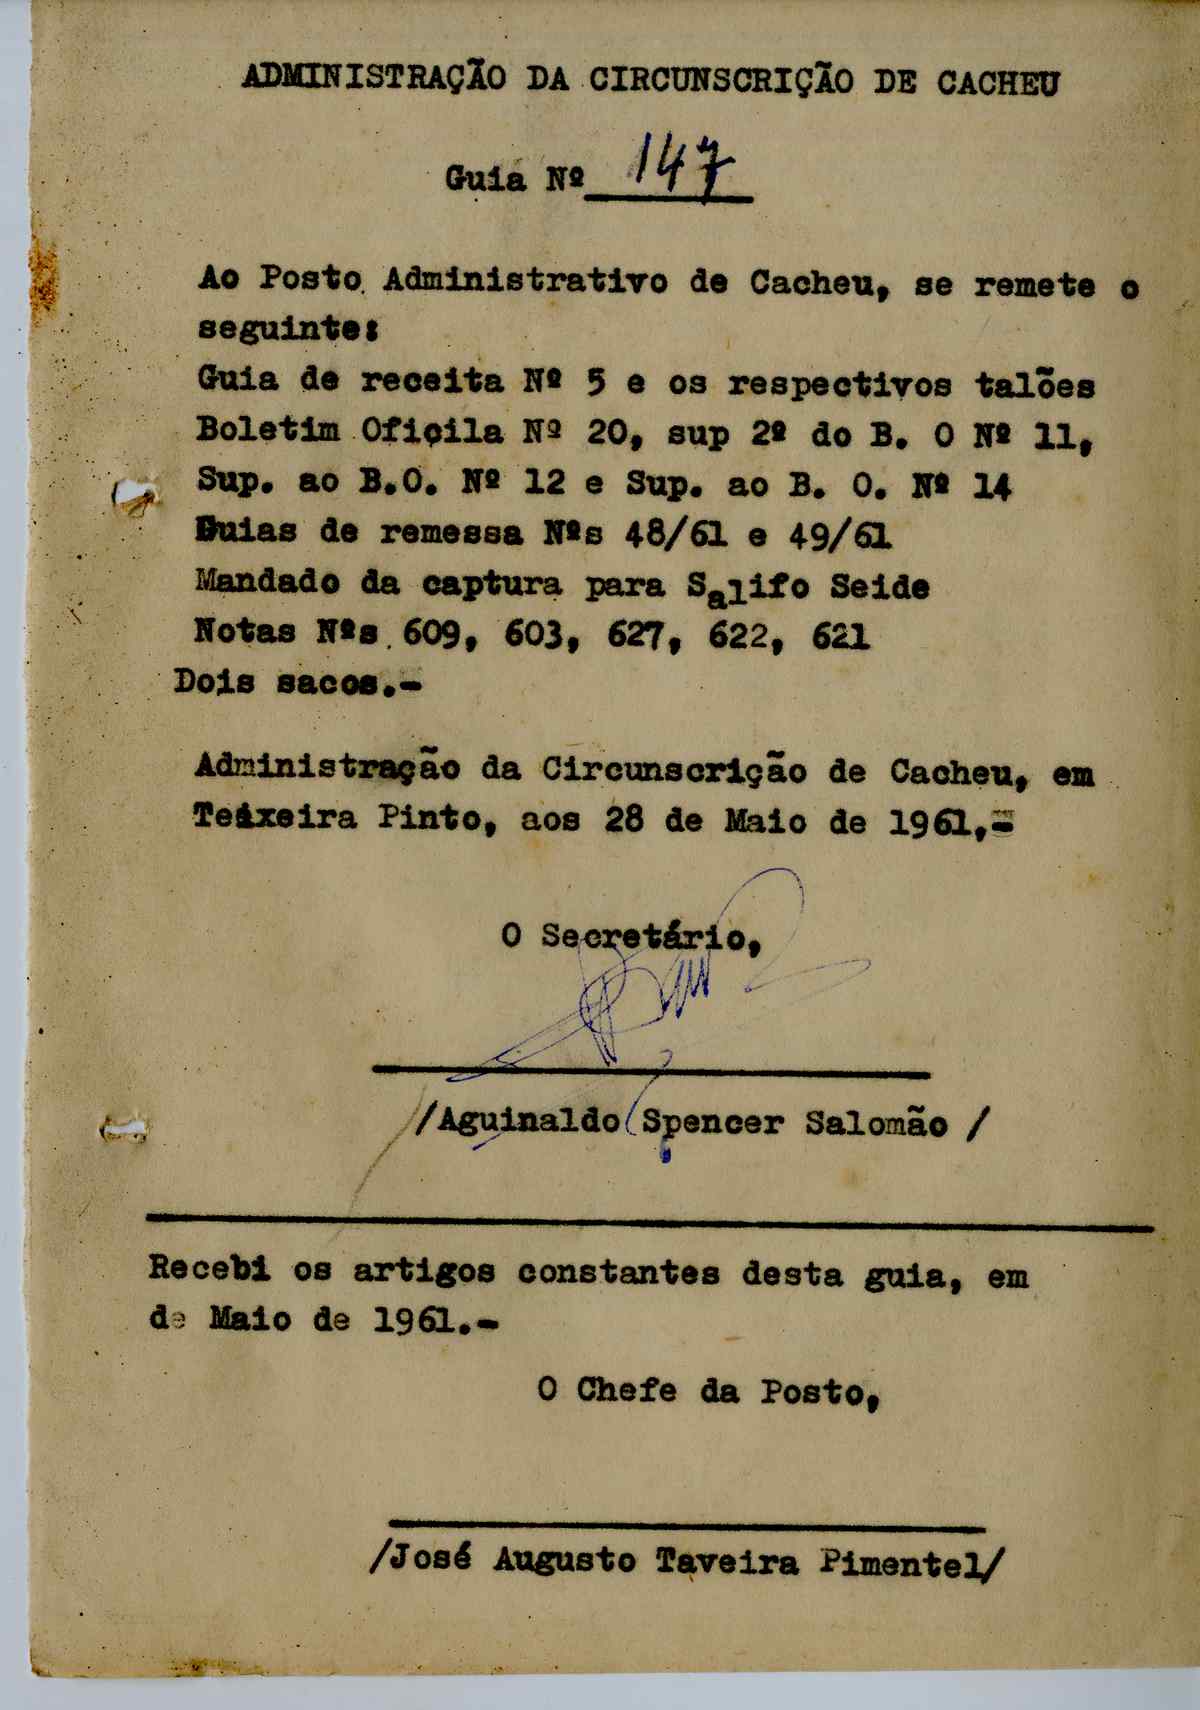 ADMINISTRAÇÃO DA CIRCUNSCRIÇÃO DE CACHEU
Guia Nº 147
Ao Posto Administrativo de Cacheu, se remete o
seguinte:
Guia de receita Nº 5 e os respectivos talões
Boletim Oficila Nº 20, sup 2º do B. O Nº 11,
Sup. ao B.O. Nº 12 e Sup. ao B. O. Nº 14
Guias de remessa Nºs 48/61 e 49/61
Mandado da captura para Salifo Seide
Notas Nºs 609, 603, 627, 622, 621
Dois sacos.-
Administração da Circunscrição de Cacheu, em
Teixeira Pinto, aos 28 de Maio de 1961,-
O Secretário,
/Aguinaldo Spencer Salomão /
Recebi os artigos constantes desta guia, em
de Maio de 1961.-
O Chefe da Posto,
/José Augusto Taveira Pimentel/